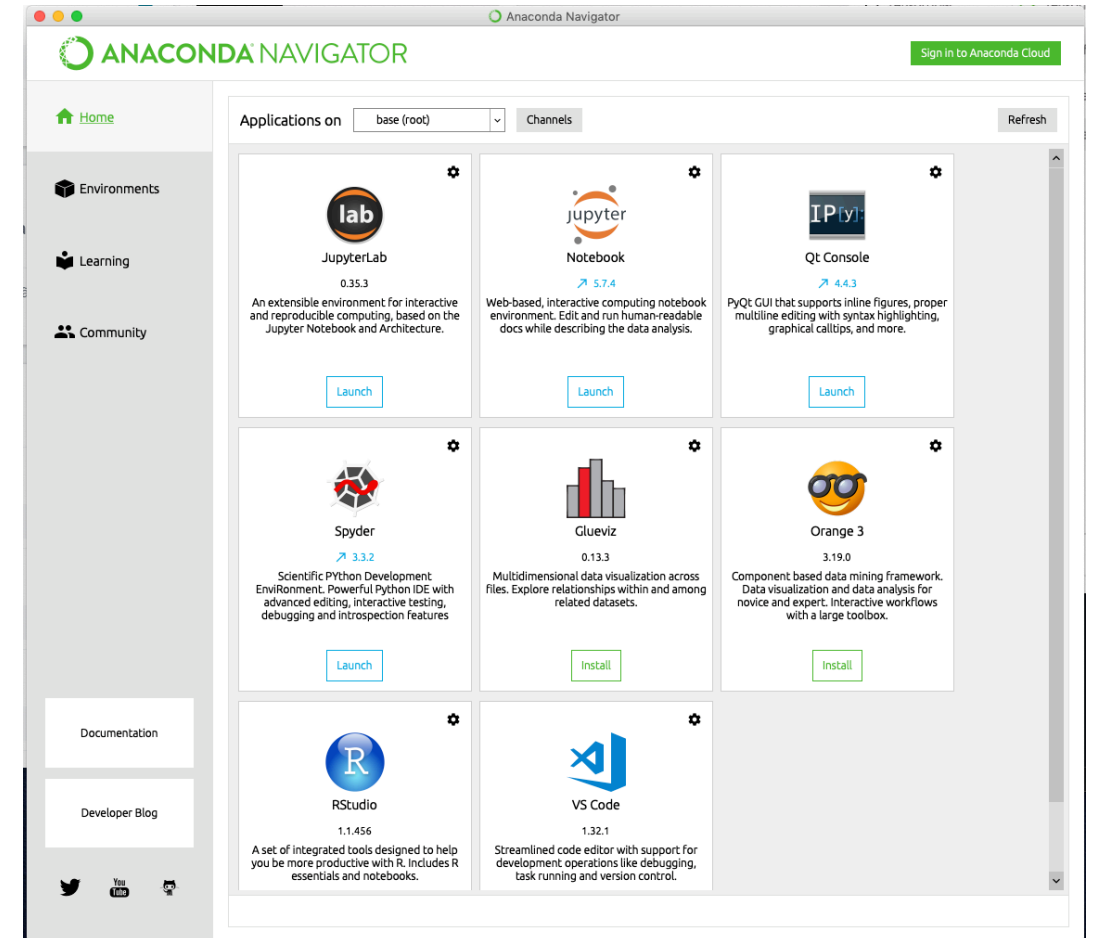 Anaconda Navigator
ANACONDA NAVIGATOR
Sign in to Anaconda Cloud
Home
Environments
Learning
Community
Documentation
Developer Blog
You
Tube
Applications on
base (root)
Channels
Refresh
lab
JupyterLab
0.35.3
An extensible environment for interactive
and reproducible computing, based on the
Jupyter Notebook and Architecture.
Launch
jupyter
Notebook
5.7.4
Web-based, interactive computing notebook
environment. Edit and run human-readable
docs while describing the data analysis.
Launch
IP[y]:
Qt Console
4.4.3
PyQt GUI that supports inline figures, proper
multiline editing with syntax highlighting,
graphical calltips, and more.
Launch
Spyder
3.3.2
Scientific PYthon Development
EnviRonment. Powerful Python IDE with
advanced editing, interactive testing,
debugging and introspection features
Launch
Glueviz
0.13.3
Multidimensional data visualization across
files. Explore relationships within and among
related datasets.
Install
Orange 3
3.19.0
Component based data mining framework.
Data visualization and data analysis for
novice and expert. Interactive workflows
with a large toolbox.
Install
R
RStudio
1.1.456
A set of integrated tools designed to help
you be more productive with R. Includes R
essentials and notebooks.
VS Code
1.32.1
Streamlined code editor with support for
development operations like debugging,
task running and version control.